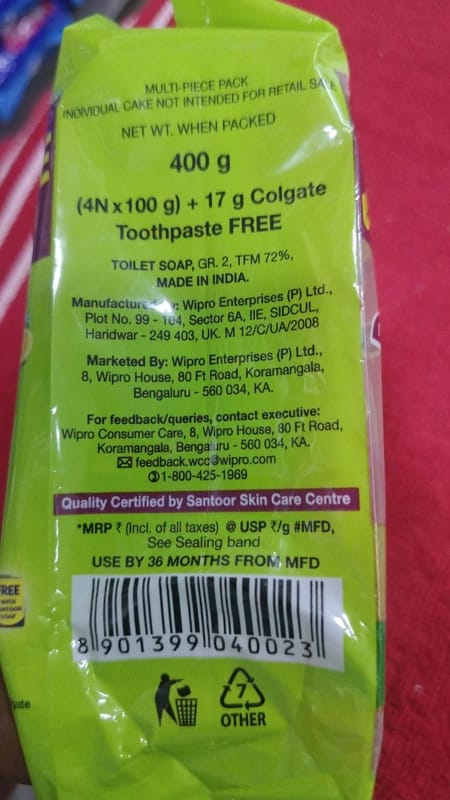 MULTI-PIECE PACK
INDIVIDUAL CAKE NOT INTENDED FOR RETAIL SALE
NET WT. WHEN PACKED
400 g
(4N x 100 g) + 17 g Colgate
Toothpaste FREE
TOILET SOAP, GR. 2, TFM 72%,
MADE IN INDIA.
Manufactured by: Wipro Enterprises (P) Ltd.,
Plot No. 99 - 104, Sector 6A, IIE, SIDCUL,
Haridwar - 249 403, UK. M 12/C/UA/2008
Marketed By: Wipro Enterprises (P) Ltd.,
8, Wipro House, 80 Ft Road, Koramangala,
Bengaluru - 560 034, KA.
For feedback/queries, contact executive:
Wipro Consumer Care, 8, Wipro House, 80 Ft Road,
Koramangala, Bengaluru - 560 034, KA.
feedback.wcc@wipro.com
1-800-425-1969
Quality Certified by Santoor Skin Care Centre
*MRP ₹ (Incl. of all taxes) @ USP ₹/g #MFD,
See Sealing band
USE BY 36 MONTHS FROM MFD
8 901399 040023
7
OTHER
FREE
WITH
SANTOOR
SOAP